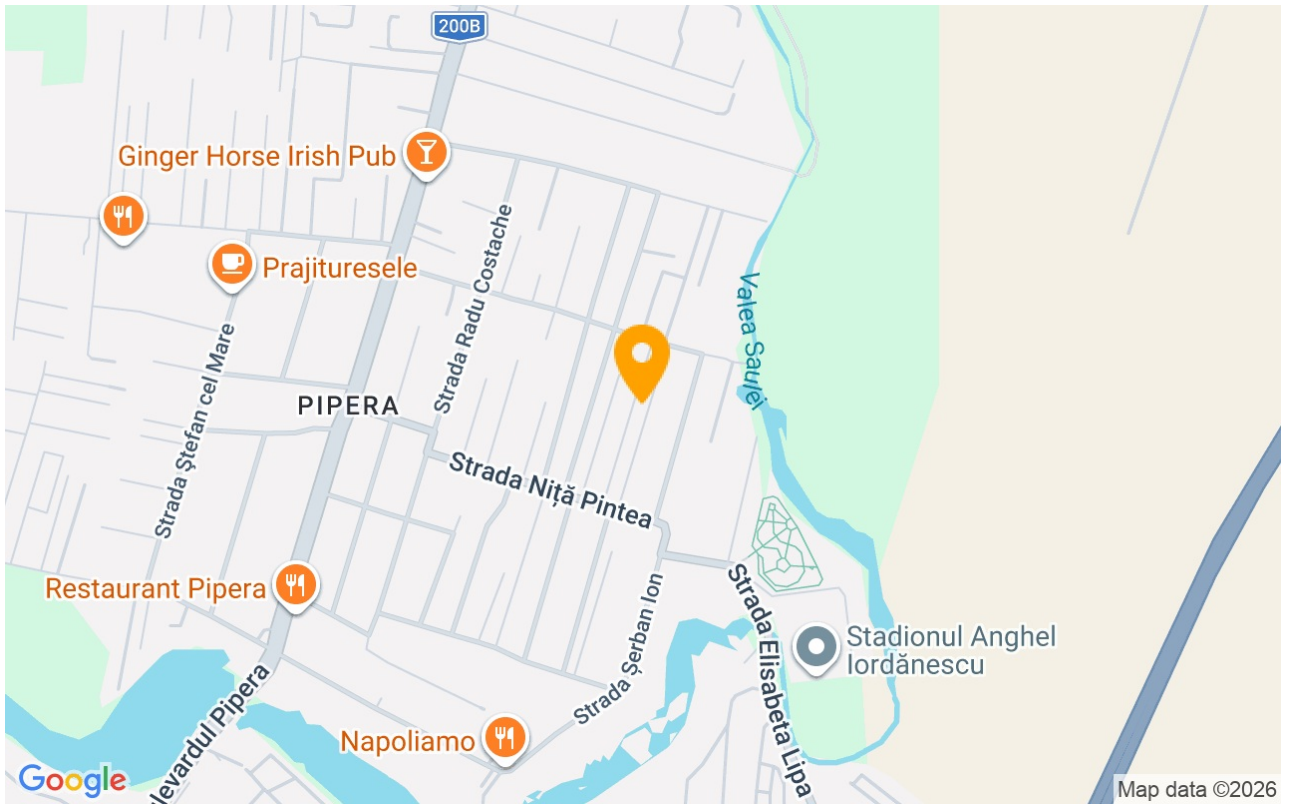 200B
Ginger Horse Irish Pub
Prajituresele
Strada Radu Costache
Valea Saulei
Strada Ștefan cel Mare
PIPERA
Strada Niță Pintea
Restaurant Pipera
Strada Șerban Ion
Strada Elisabeta Lipa
Stadionul Anghel
Iordănescu
levardul Pipera
Napoliamo
Google
Map data ©2026